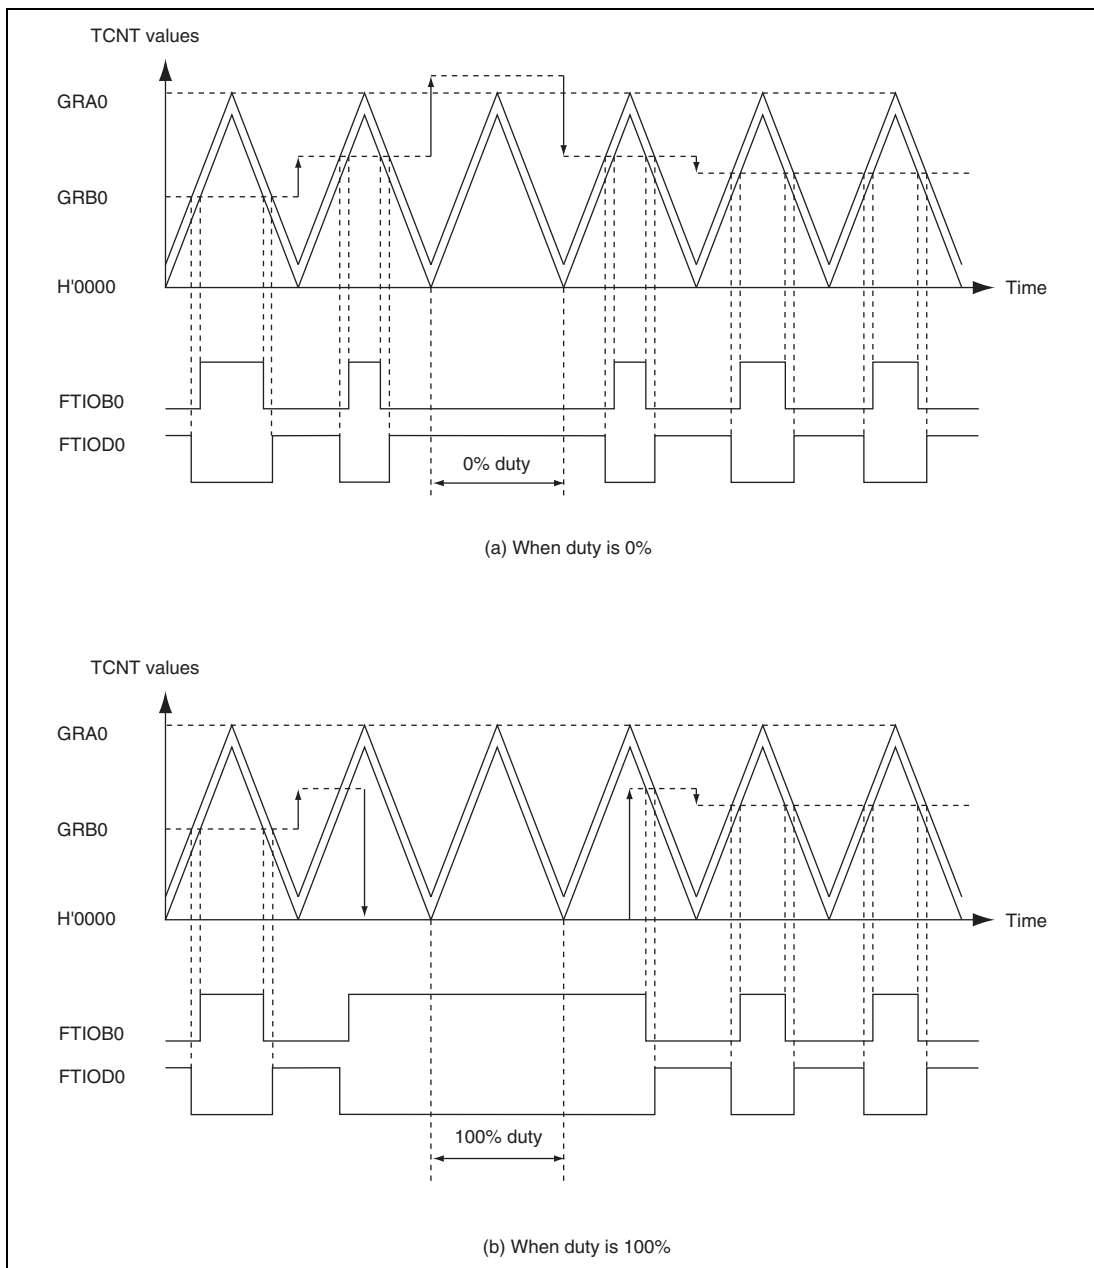 TCNT values
GRA0
GRB0
H'0000
Time
FTIOB0
FTIOD0
0% duty
(a) When duty is 0%
TCNT values
GRA0
GRB0
H'0000
Time
FTIOB0
FTIOD0
100% duty
(b) When duty is 100%